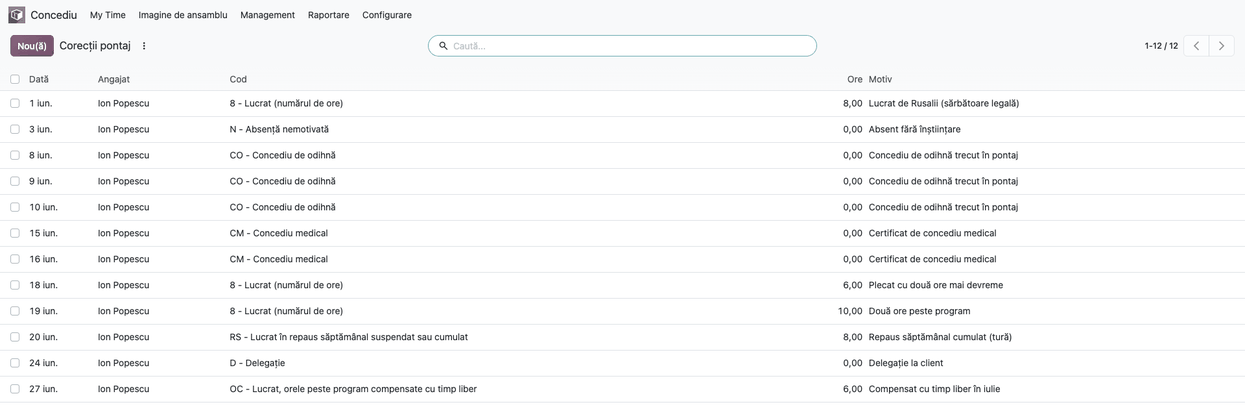 Concediu My Time Imagine de ansamblu Management Raportare Configurare
Nou(ă) Corecții pontaj Caută... 1-12 / 12
Dată Angajat Cod Ore Motiv
1 iun. Ion Popescu 8 - Lucrat (numărul de ore) 8,00 Lucrat de Rusalii (sărbătoare legală)
3 iun. Ion Popescu N - Absență nemotivată 0,00 Absent fără înștiințare
8 iun. Ion Popescu CO - Concediu de odihnă 0,00 Concediu de odihnă trecut în pontaj
9 iun. Ion Popescu CO - Concediu de odihnă 0,00 Concediu de odihnă trecut în pontaj
10 iun. Ion Popescu CO - Concediu de odihnă 0,00 Concediu de odihnă trecut în pontaj
15 iun. Ion Popescu CM - Concediu medical 0,00 Certificat de concediu medical
16 iun. Ion Popescu CM - Concediu medical 0,00 Certificat de concediu medical
18 iun. Ion Popescu 8 - Lucrat (numărul de ore) 6,00 Plecat cu două ore mai devreme
19 iun. Ion Popescu 8 - Lucrat (numărul de ore) 10,00 Două ore peste program
20 iun. Ion Popescu RS - Lucrat în repaus săptămânal suspendat sau cumulat 8,00 Repaus săptămânal cumulat (tură)
24 iun. Ion Popescu D - Delegație 0,00 Delegație la client
27 iun. Ion Popescu OC - Lucrat, orele peste program compensate cu timp liber 6,00 Compensat cu timp liber în iulie